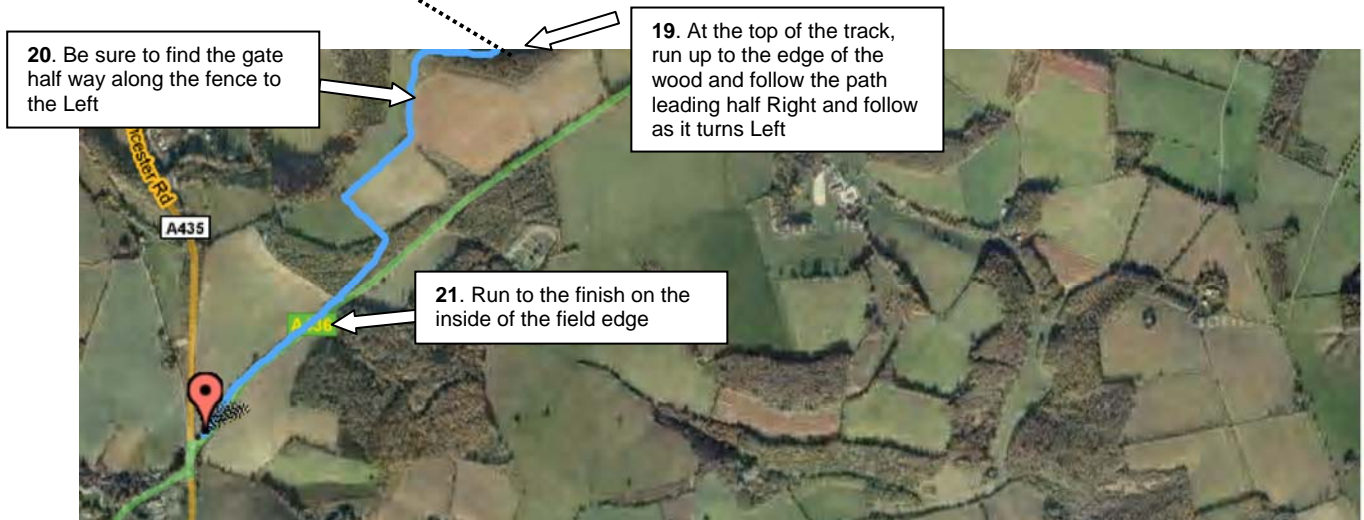 19. At the top of the track,
run up to the edge of the
wood and follow the path
leading half Right and follow
as it turns Left
20. Be sure to find the gate
half way along the fence to
the Left
Rd
A435
21. Run to the finish on the
inside of the field edge